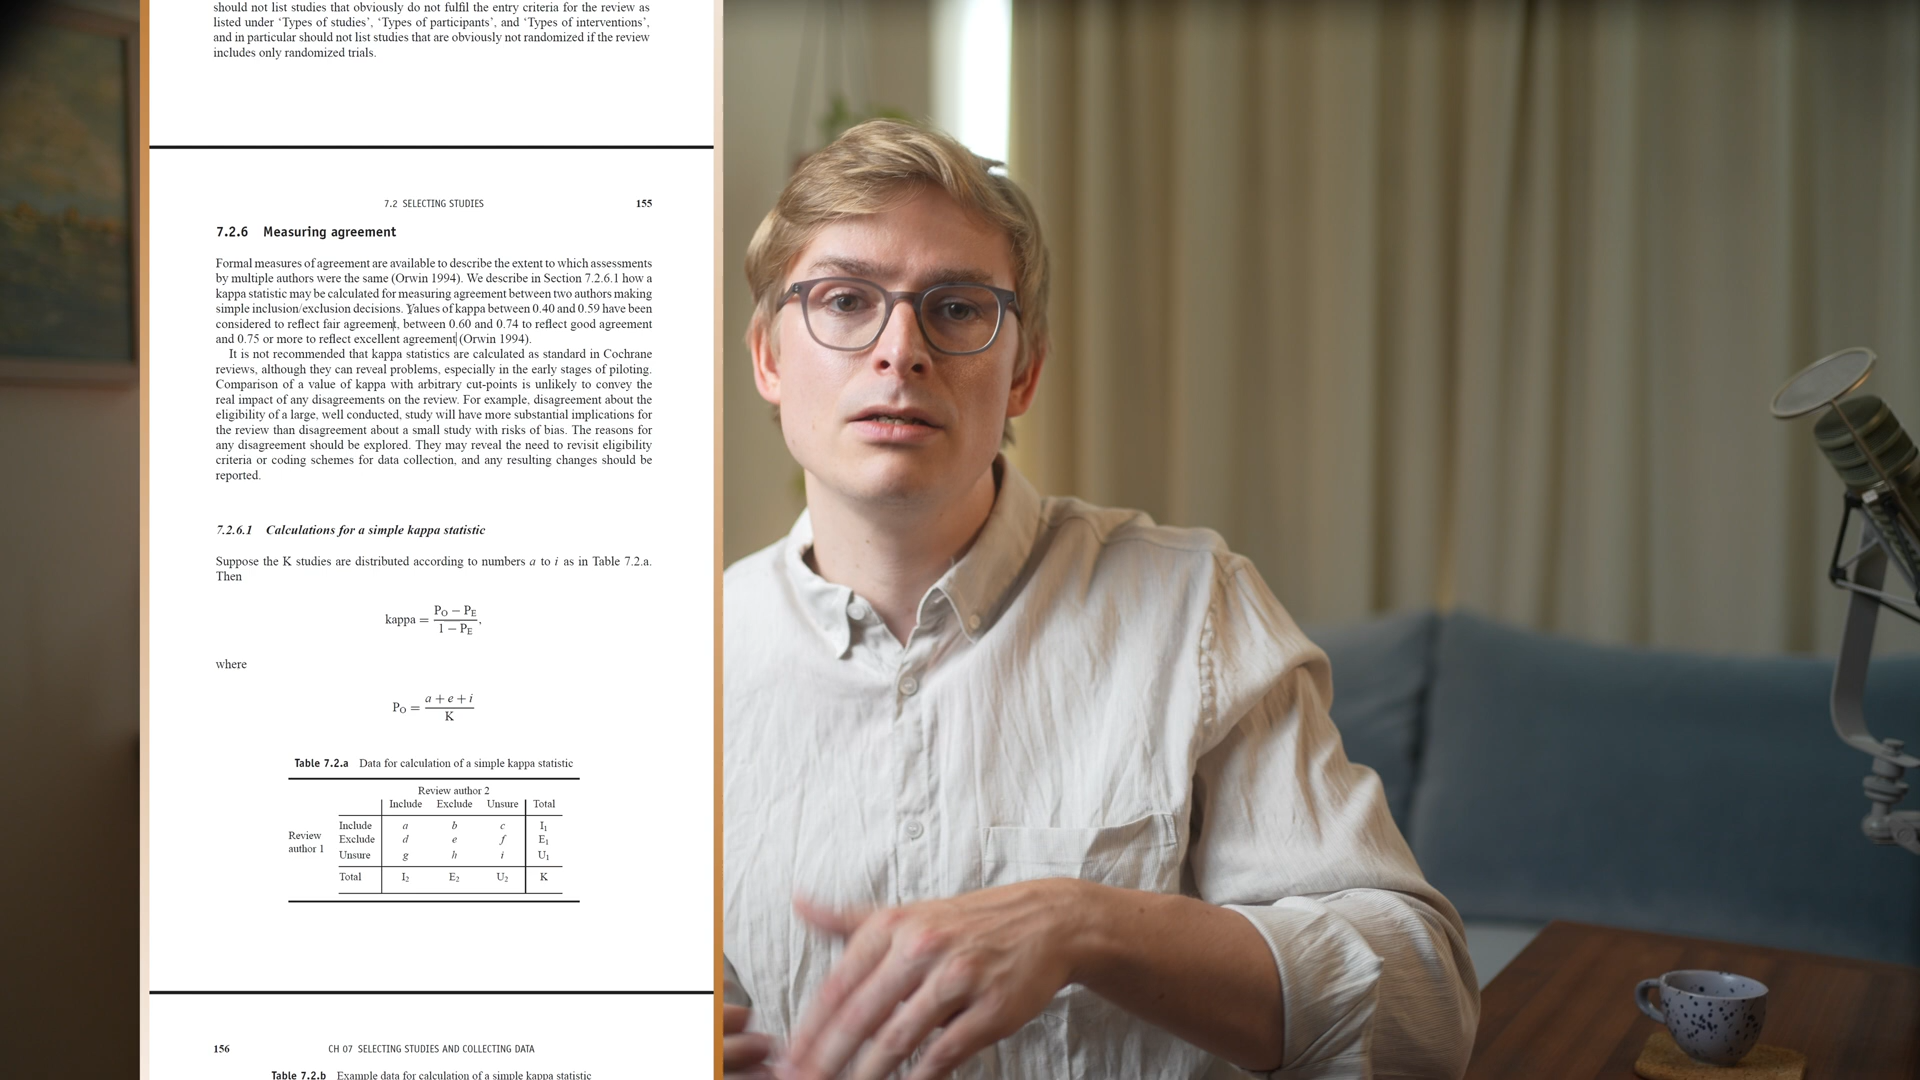 should not list studies that obviously do not fulfil the entry criteria for the review as
listed under ‘Types of studies’, ‘Types of participants’, and ‘Types of interventions’,
and in particular should not list studies that are obviously not randomized if the review
includes only randomized trials.
7.2 SELECTING STUDIES 155
7.2.6 Measuring agreement
Formal measures of agreement are available to describe the extent to which assessments
by multiple authors were the same (Orwin 1994). We describe in Section 7.2.6.1 how a
kappa statistic may be calculated for measuring agreement between two authors making
simple inclusion/exclusion decisions. Values of kappa between 0.40 and 0.59 have been
considered to reflect fair agreement, between 0.60 and 0.74 to reflect good agreement
and 0.75 or more to reflect excellent agreement (Orwin 1994).
It is not recommended that kappa statistics are calculated as standard in Cochrane
reviews, although they can reveal problems, especially in the early stages of piloting.
Comparison of a value of kappa with arbitrary cut-points is unlikely to convey the
real impact of any disagreements on the review. For example, disagreement about the
eligibility of a large, well conducted, study will have more substantial implications for
the review than disagreement about a small study with risks of bias. The reasons for
any disagreement should be explored. They may reveal the need to revisit eligibility
criteria or coding schemes for data collection, and any resulting changes should be
reported.
7.2.6.1 Calculations for a simple kappa statistic
Suppose the K studies are distributed according to numbers a to i as in Table 7.2.a.
Then
kappa = (P_O − P_E) / (1 − P_E),
where
P_O = (a + e + i) / K
Table 7.2.a Data for calculation of a simple kappa statistic
Review author 2
Include Exclude Unsure Total
Review author 1
Include a b c I₁
Exclude d e f E₁
Unsure g h i U₁
Total I₂ E₂ U₂ K
156 CH 07 SELECTING STUDIES AND COLLECTING DATA
Table 7.2.b Example data for calculation of a simple kappa statistic